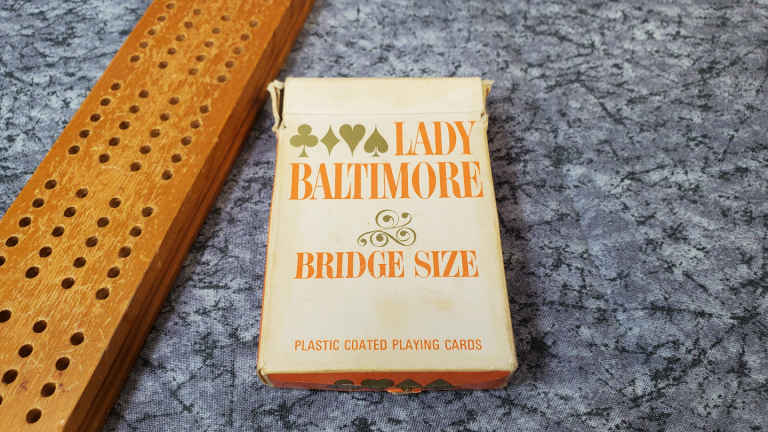 LADY
BALTIMORE
BRIDGE SIZE
PLASTIC COATED PLAYING CARDS